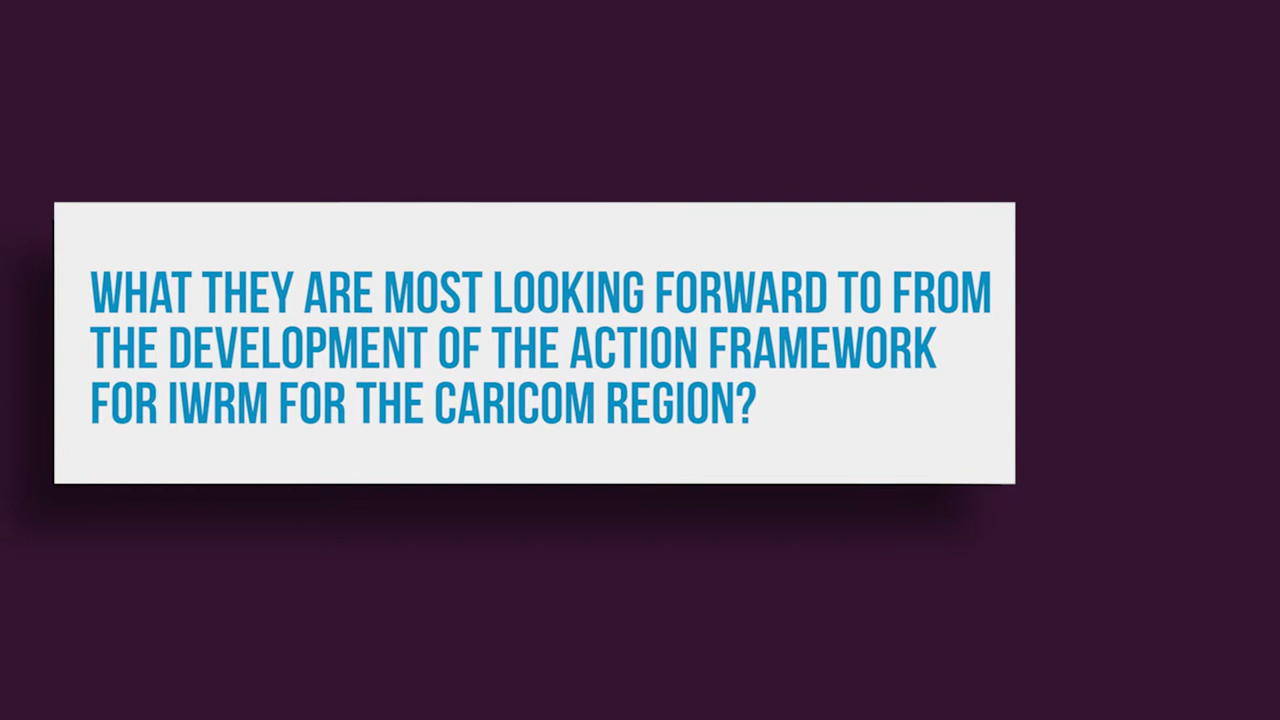 WHAT THEY ARE MOST LOOKING FORWARD TO FROM
THE DEVELOPMENT OF THE ACTION FRAMEWORK
FOR IWRM FOR THE CARICOM REGION?